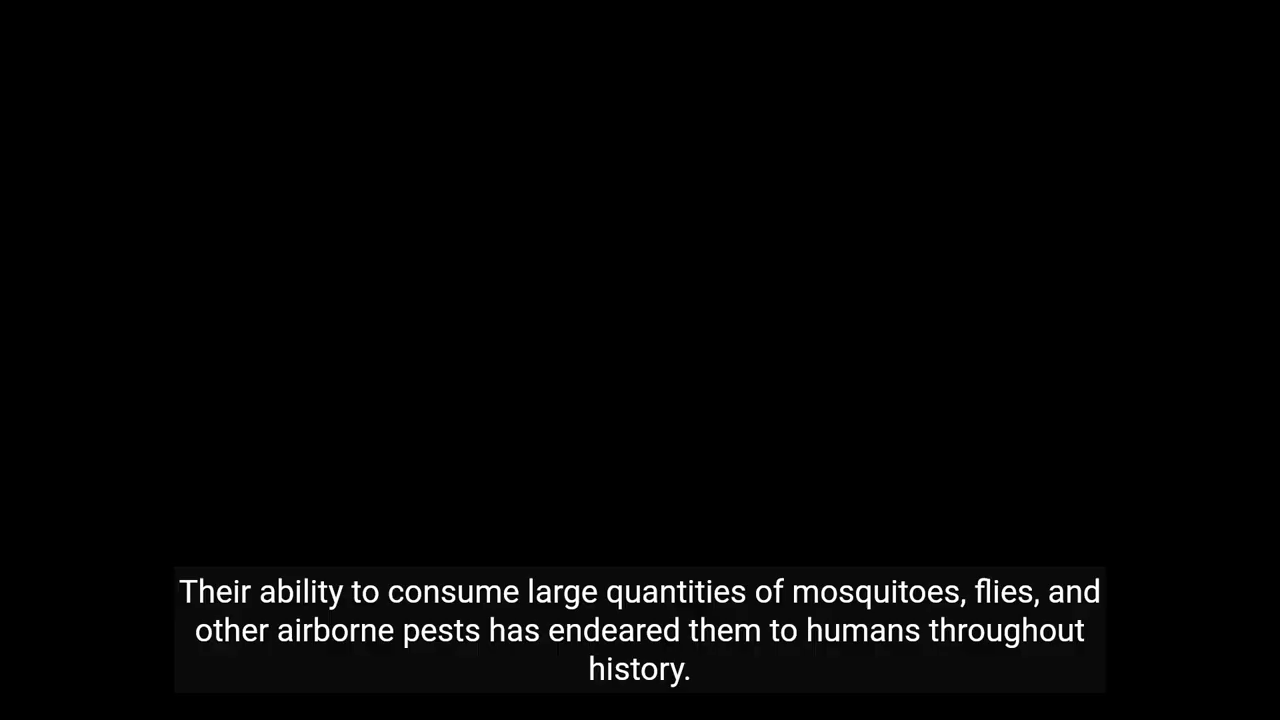 Their ability to consume large quantities of mosquitoes, flies, and
other airborne pests has endeared them to humans throughout
history.